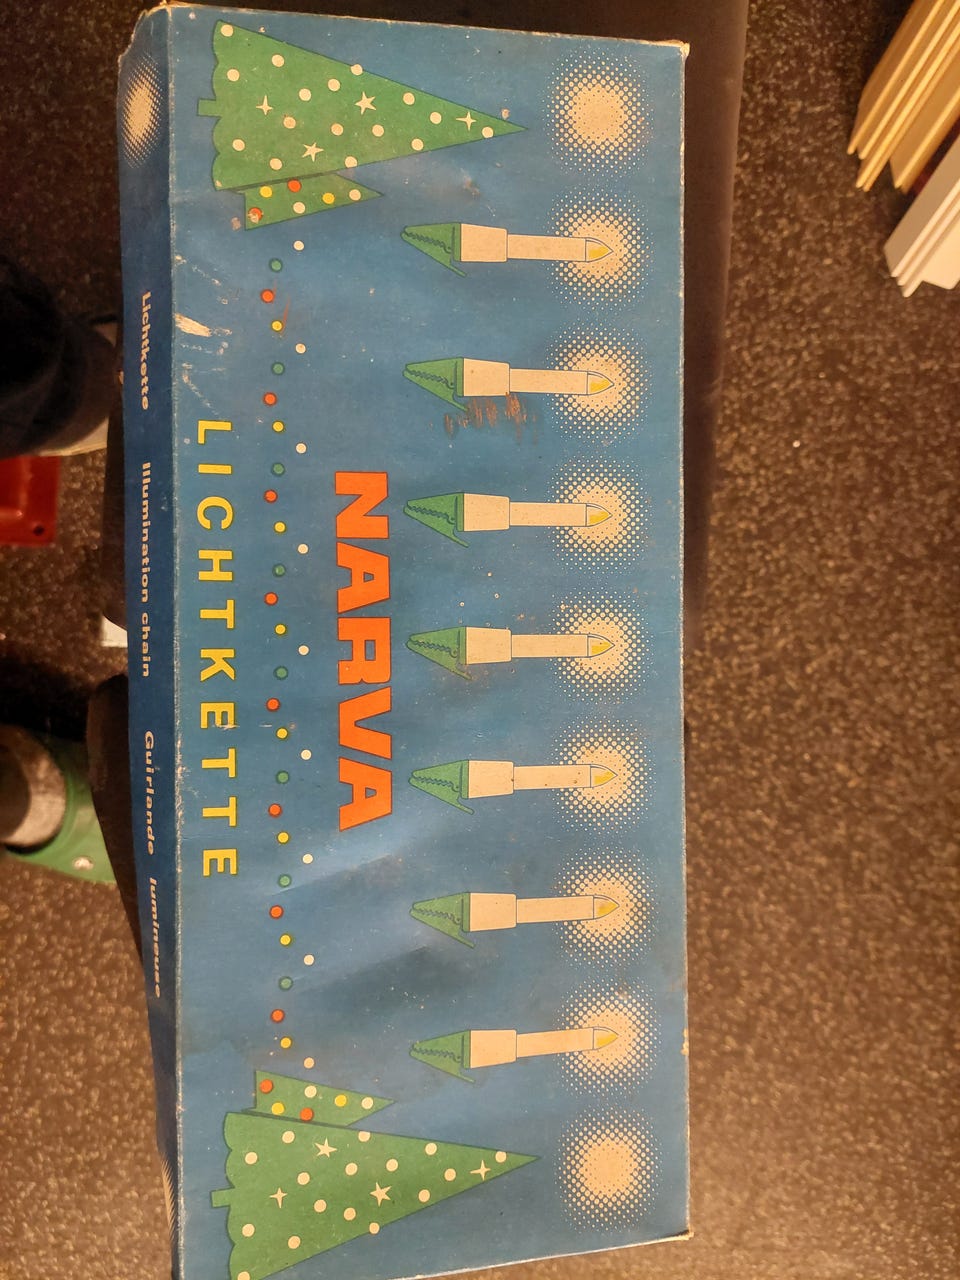 NARVA
LICHTKETTE
Lichtkette Illumination chain Guirlande lumineuse